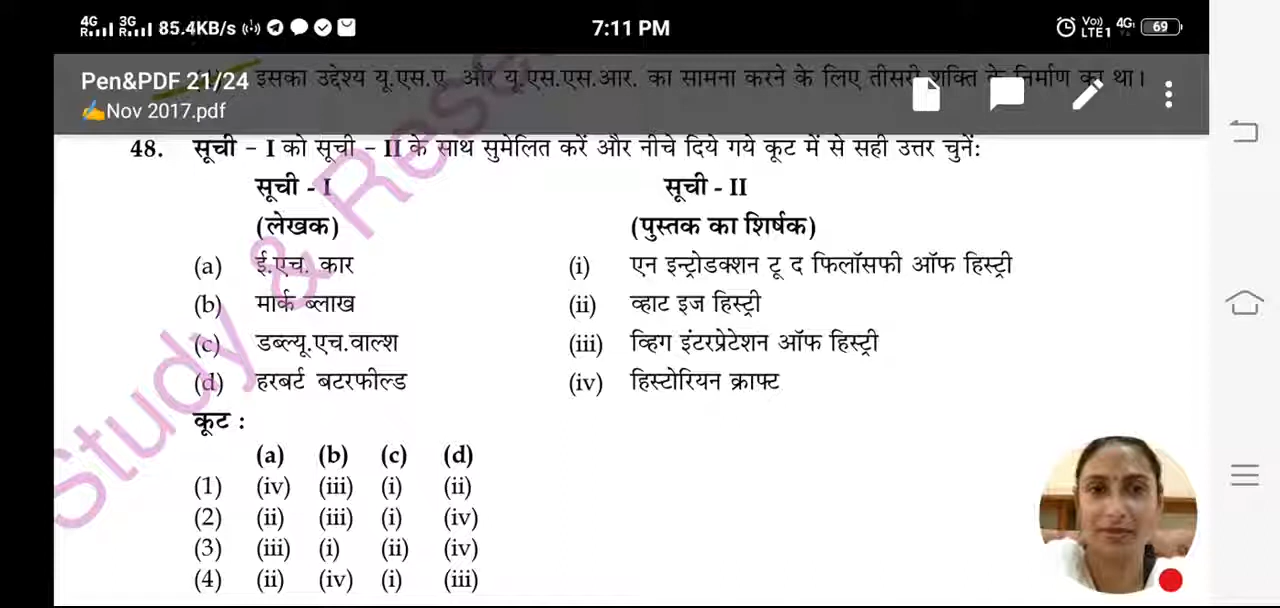 4G 3G 85.4KB/s 7:11 PM Vo) LTE1 4G 69
Pen&PDF 21/24
✍Nov 2017.pdf
इसका उद्देश्य यू.एस.ए. और यू.एस.एस.आर. का सामना करने के लिए तीसरी शक्ति के निर्माण का था।
48. सूची - I को सूची - II के साथ सुमेलित करें और नीचे दिये गये कूट में से सही उत्तर चुनें:
सूची - I सूची - II
(लेखक) (पुस्तक का शिर्षक)
(a) ई.एच. कार (i) एन इन्ट्रोडक्शन टू द फिलॉसफी ऑफ हिस्ट्री
(b) मार्क ब्लाख (ii) व्हाट इज हिस्ट्री
(c) डब्ल्यू.एच.वाल्श (iii) व्हिग इंटरप्रेटेशन ऑफ हिस्ट्री
(d) हरबर्ट बटरफील्ड (iv) हिस्टोरियन क्राफ्ट
कूट :
(a) (b) (c) (d)
(1) (iv) (iii) (i) (ii)
(2) (ii) (iii) (i) (iv)
(3) (iii) (i) (ii) (iv)
(4) (ii) (iv) (i) (iii)
Study & Res